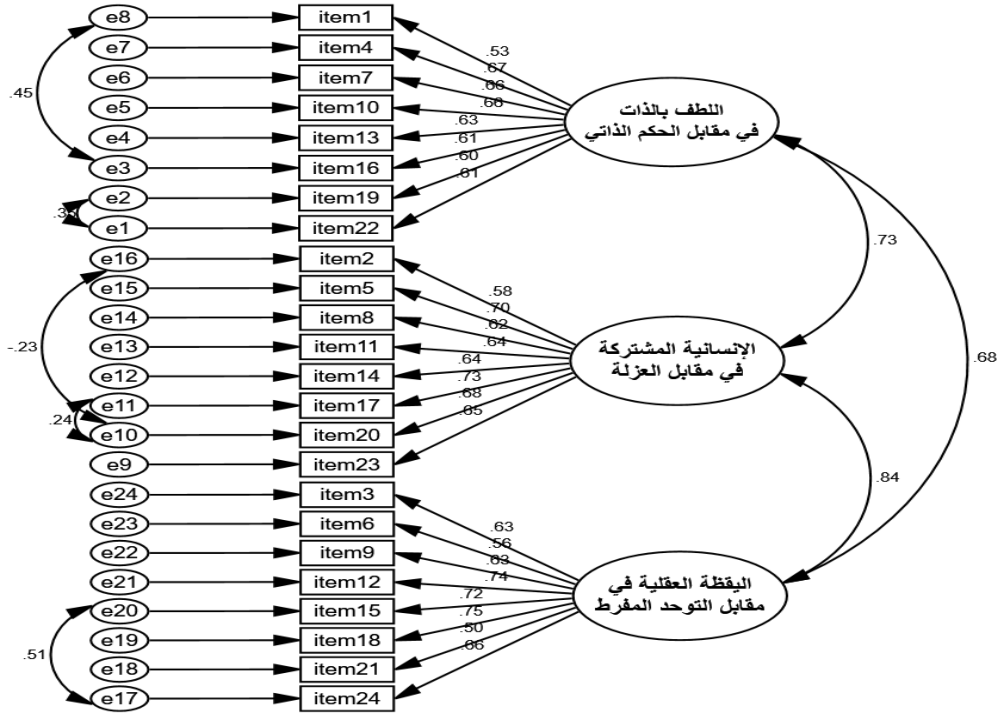 e8 item1
e7 item4
e6 item7
e5 item10
e4 item13
e3 item16
e2 item19
e1 item22
.45
.53
.67
.66
.66
.63
.61
.60
.61
اللطف بالذات
في مقابل الحكم الذاتي
e16 item2
e15 item5
e14 item8
e13 item11
e12 item14
e11 item17
e10 item20
e9 item23
-.23
.24
.58
.70
.62
.64
.64
.73
.68
.65
الإنسانية المشتركة
في مقابل العزلة
e24 item3
e23 item6
e22 item9
e21 item12
e20 item15
e19 item18
e18 item21
e17 item24
.51
.63
.56
.63
.74
.72
.75
.50
.66
اليقظة العقلية في
مقابل التوحد المفرط
.73
.68
.84